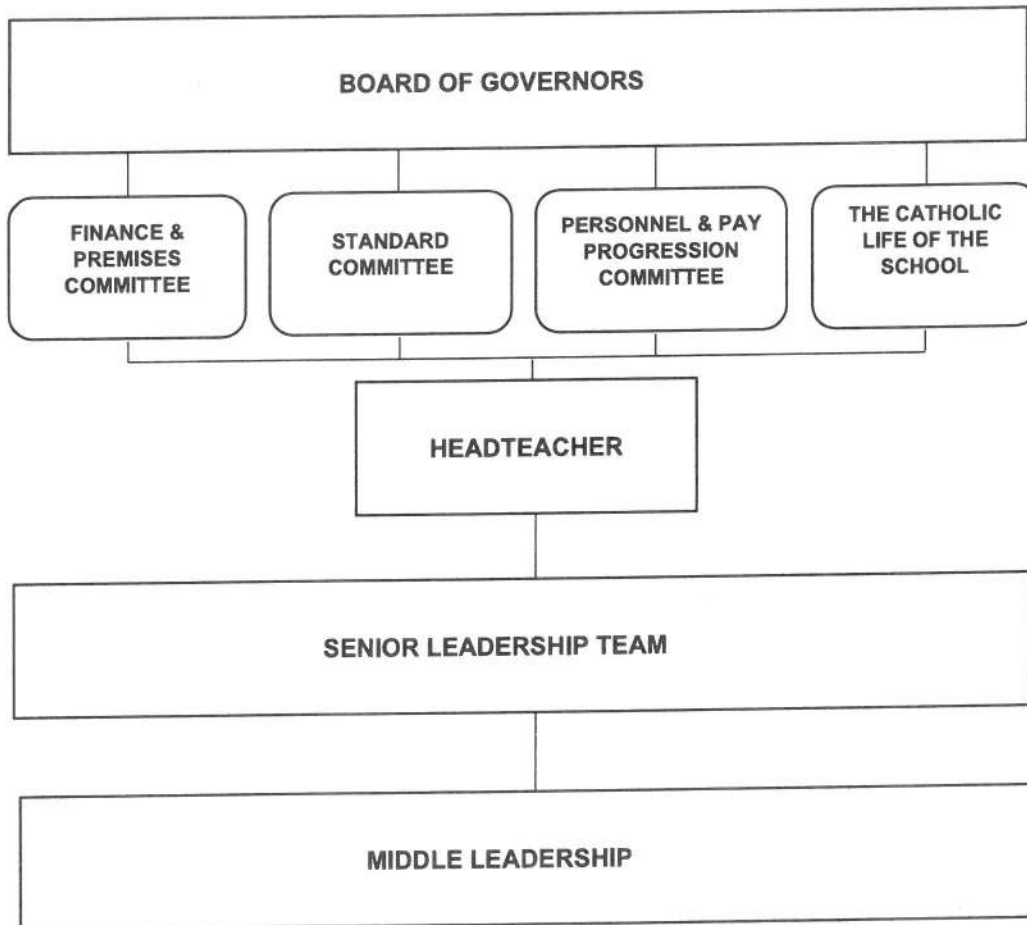 BOARD OF GOVERNORS
FINANCE &
PREMISES
COMMITTEE
STANDARD
COMMITTEE
PERSONNEL & PAY
PROGRESSION
COMMITTEE
THE CATHOLIC
LIFE OF THE
SCHOOL
HEADTEACHER
SENIOR LEADERSHIP TEAM
MIDDLE LEADERSHIP